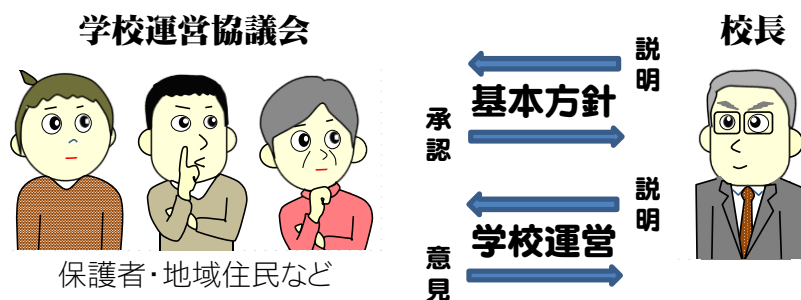 学校運営協議会
校長
説明
基本方針
承認
説明
学校運営
意見
保護者・地域住民など